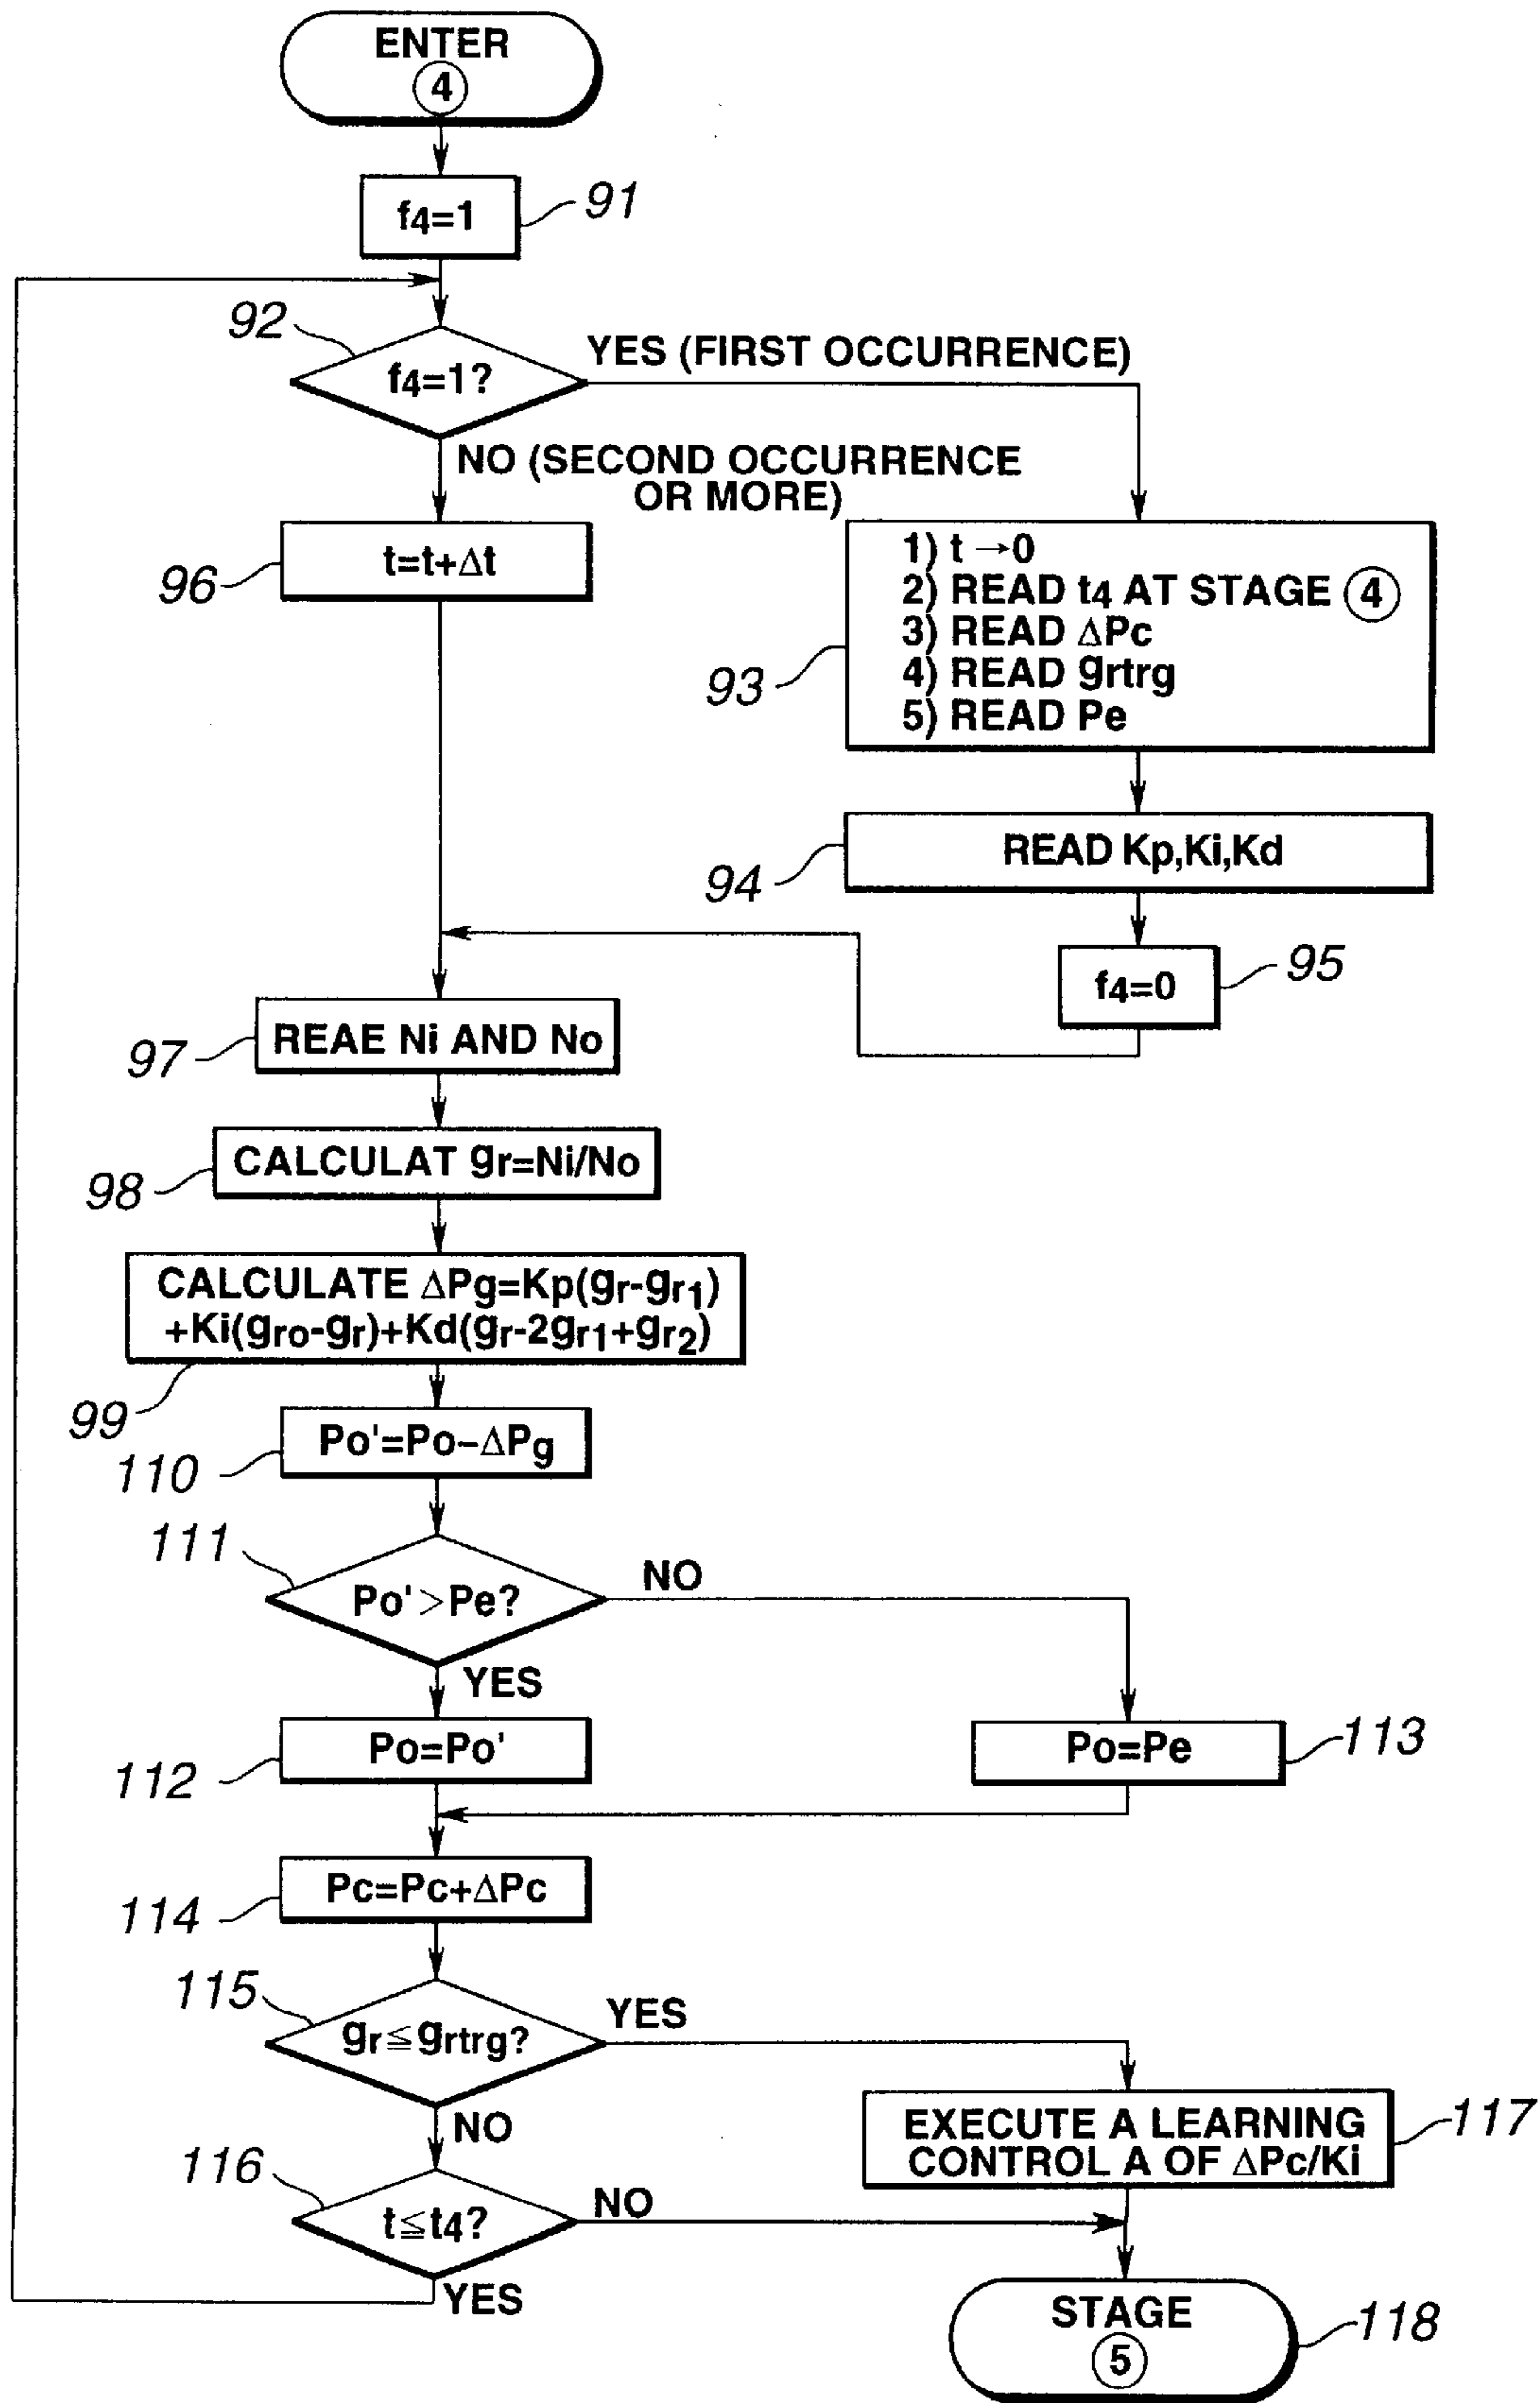 ENTER
4
f4=1
91
92
f4=1?
YES (FIRST OCCURRENCE)
NO (SECOND OCCURRENCE
OR MORE)
t=t+Δt
96
1) t →0
2) READ t4 AT STAGE 4
3) READ ΔPc
4) READ grtrg
5) READ Pe
93
READ Kp,Ki,Kd
94
f4=0
95
REAE Ni AND No
97
CALCULAT gr=Ni/No
98
CALCULATE ΔPg=Kp(gr-gr1)
+Ki(gro-gr)+Kd(gr-2gr1+gr2)
99
Po'=Po-ΔPg
110
111
Po'>Pe?
NO
YES
Po=Po'
112
Po=Pe
113
Pc=Pc+ΔPc
114
115
gr≦grtrg?
YES
NO
EXECUTE A LEARNING
CONTROL A OF ΔPc/Ki
117
116
t≦t4?
NO
YES
STAGE
5
118